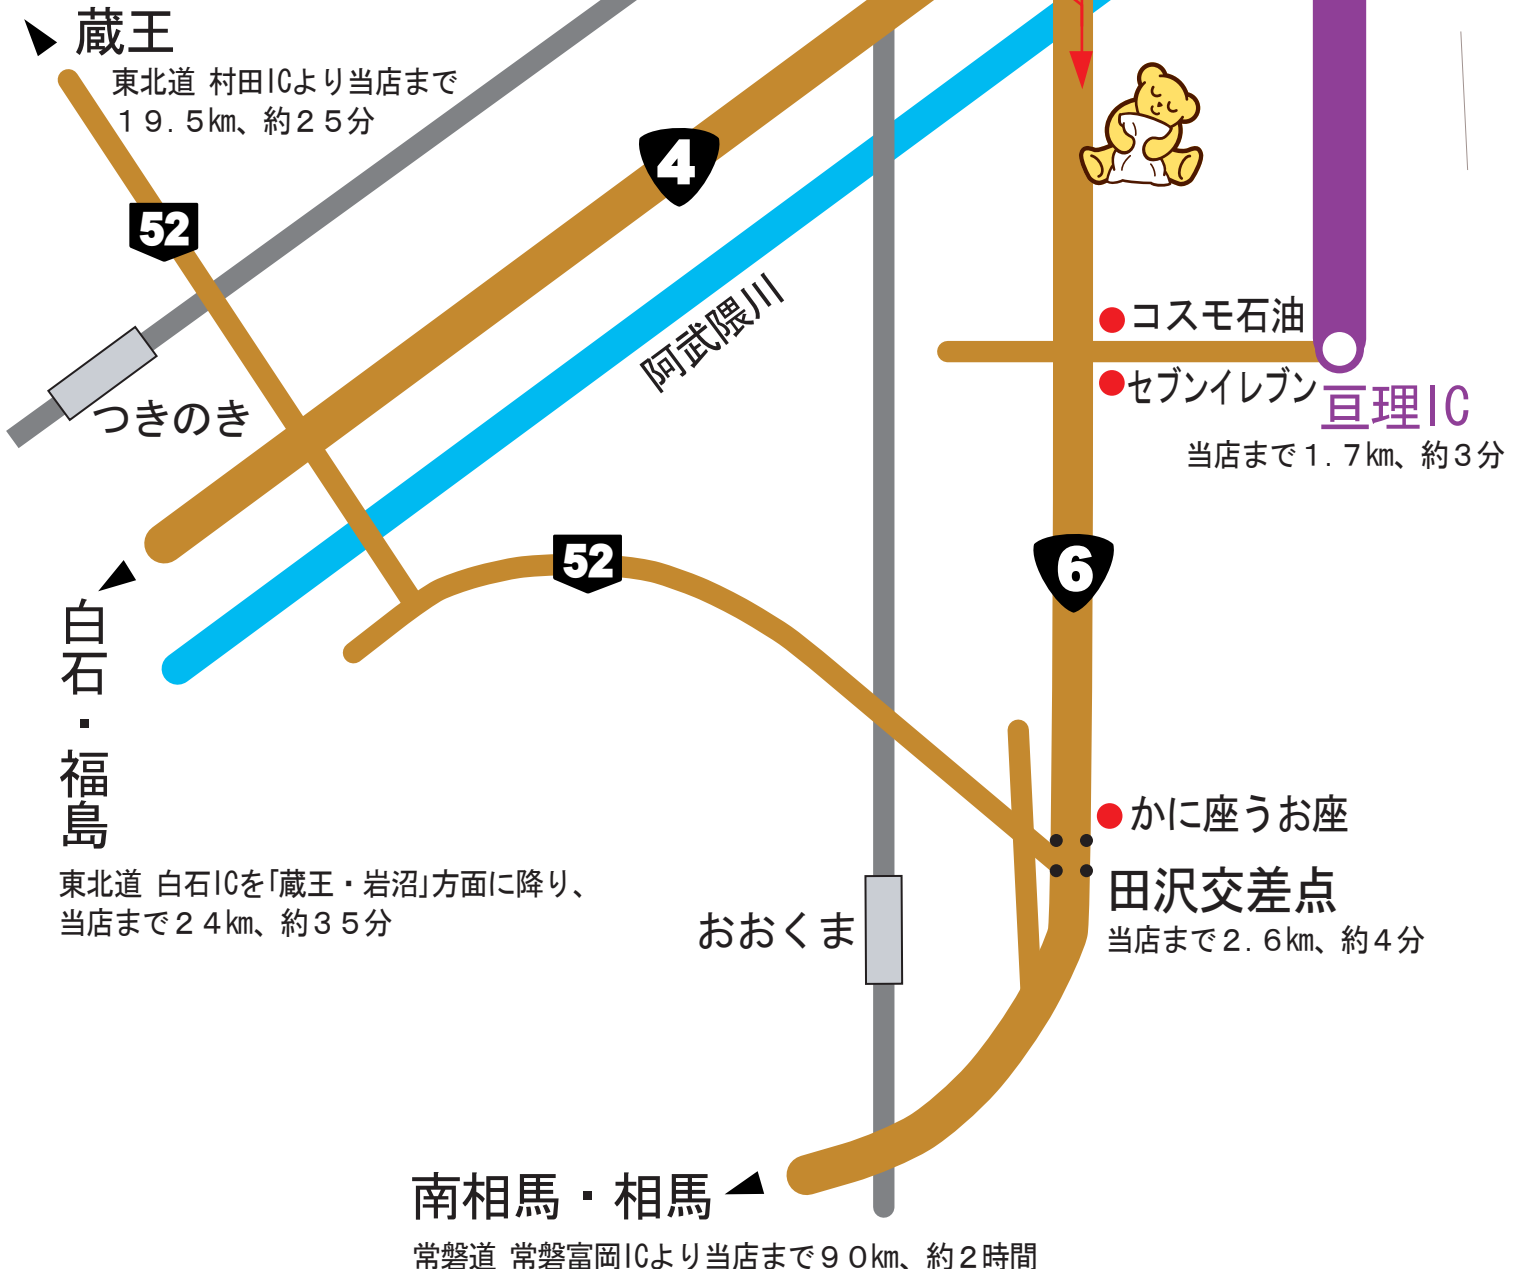 蔵王
東北道 村田ICより当店まで
１９.５km、約２５分
4
52
阿武隈川
コスモ石油
セブンイレブン
亘理IC
当店まで１.７km、約３分
つきのき
52
6
白石・福島
東北道 白石ICを「蔵王・岩沼」方面に降り、
当店まで２４km、約３５分
かに座うお座
田沢交差点
当店まで２.６km、約４分
おおくま
南相馬・相馬
常磐道 常磐富岡ICより当店まで９０km、約２時間